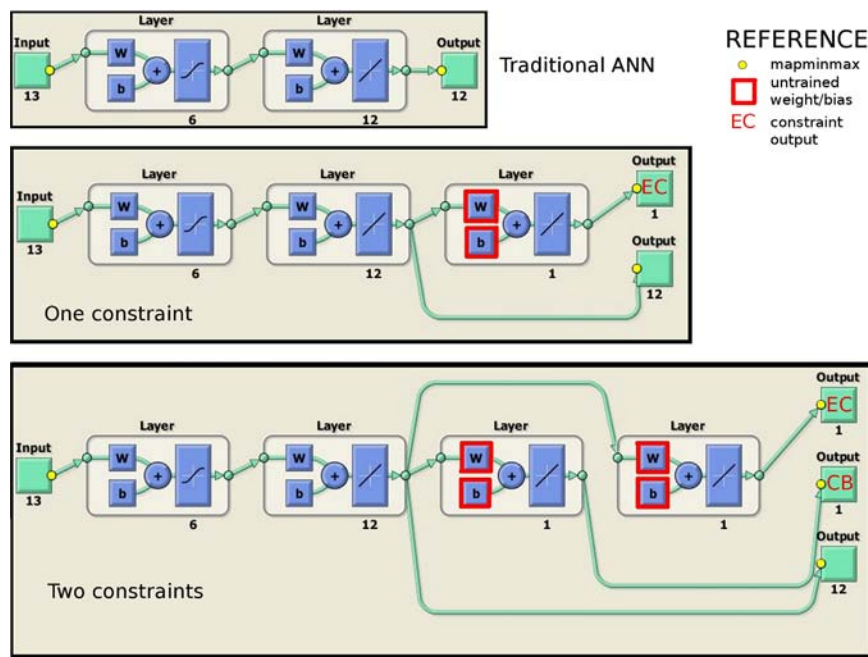 Layer Layer
Input Output
W W
b + b +
13 6 12 12
Traditional ANN
REFERENCE
mapminmax
untrained
weight/bias
EC constraint
output
Output
Layer Layer Layer
Input EC
W W W
1
b + b + b +
Output
13 6 12 1
12
One constraint
Output
EC
Layer Layer Layer Layer
Input 1
W W W W
Output
b + b + b + b +
CB
13 1
6 12 1 1
Output
12
Two constraints